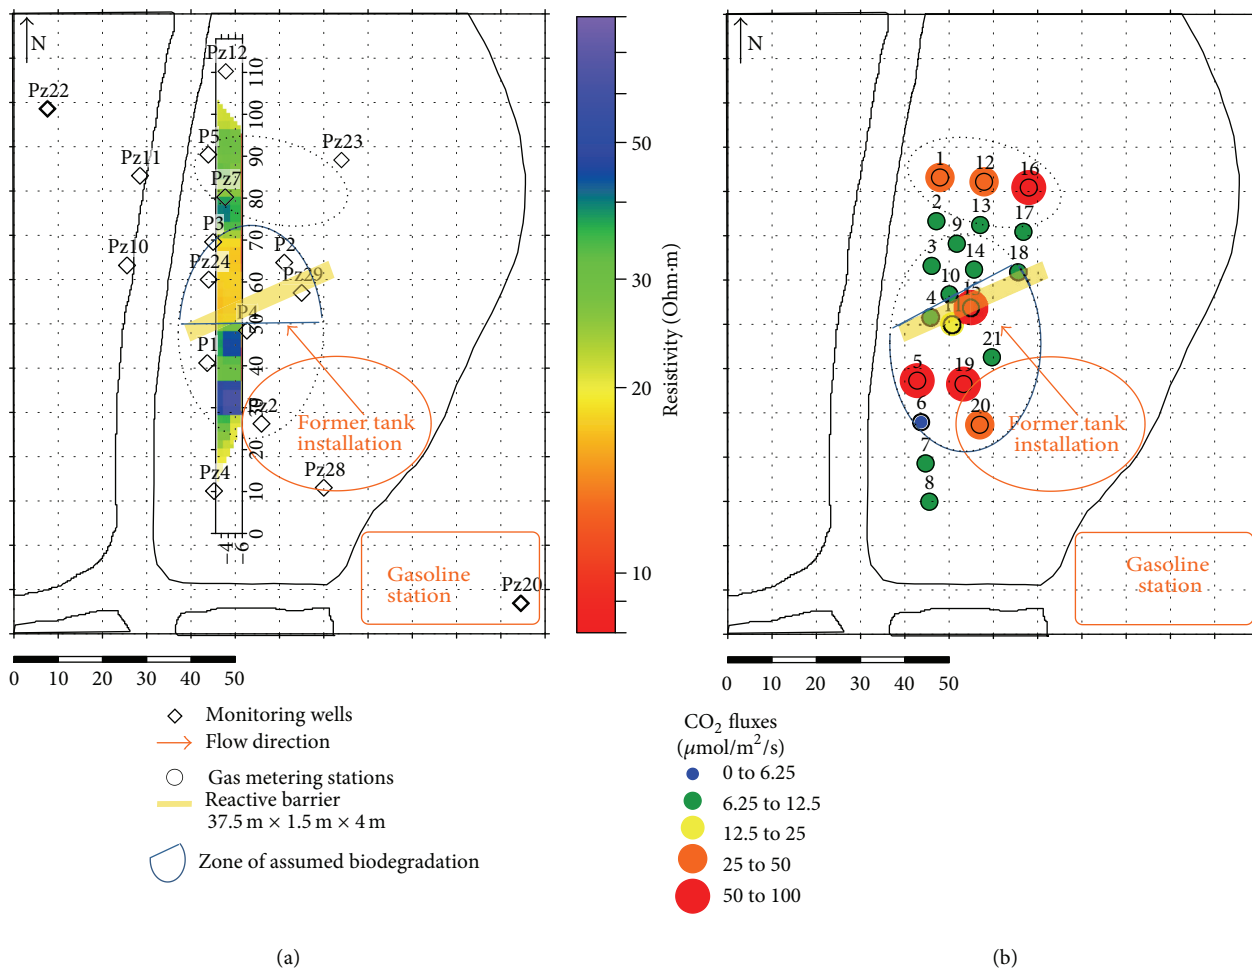 N
Pz12
Pz22
P5
Pz23
Pz11
Pz7
P3
P2
Pz10
Pz24
Pz29
P4
P1
Pz2
Pz4
Pz28
Pz20
0
10
20
30
40
50
60
70
80
90
100
110
−4
−6
Former tank
installation
Gasoline
station
0 10 20 30 40 50
50
30
20
10
Resistivity (Ohm·m)
Monitoring wells
Flow direction
Gas metering stations
Reactive barrier
37.5 m × 1.5 m × 4 m
Zone of assumed biodegradation
(a)
N
1
12
16
2
13
17
9
3
14
18
10
4
11
21
5
19
6
20
7
8
Former tank
installation
Gasoline
station
0 10 20 30 40 50
CO2 fluxes
(μmol/m²/s)
0 to 6.25
6.25 to 12.5
12.5 to 25
25 to 50
50 to 100
(b)